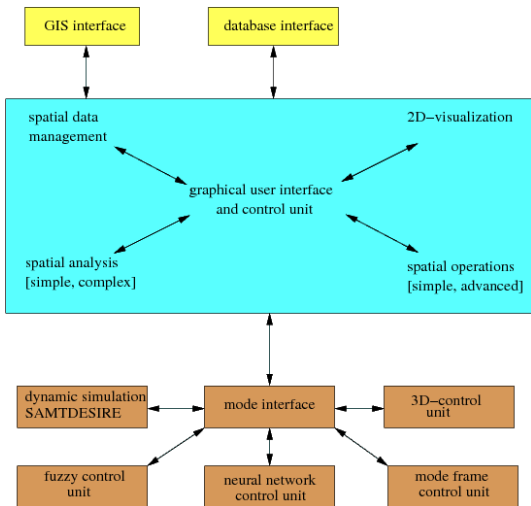 GIS interface
database interface
spatial data
management
2D−visualization
graphical user interface
and control unit
spatial analysis
[simple, complex]
spatial operations
[simple, advanced]
dynamic simulation
SAMTDESIRE
mode interface
3D−control
unit
fuzzy control
unit
neural network
control unit
mode frame
control unit